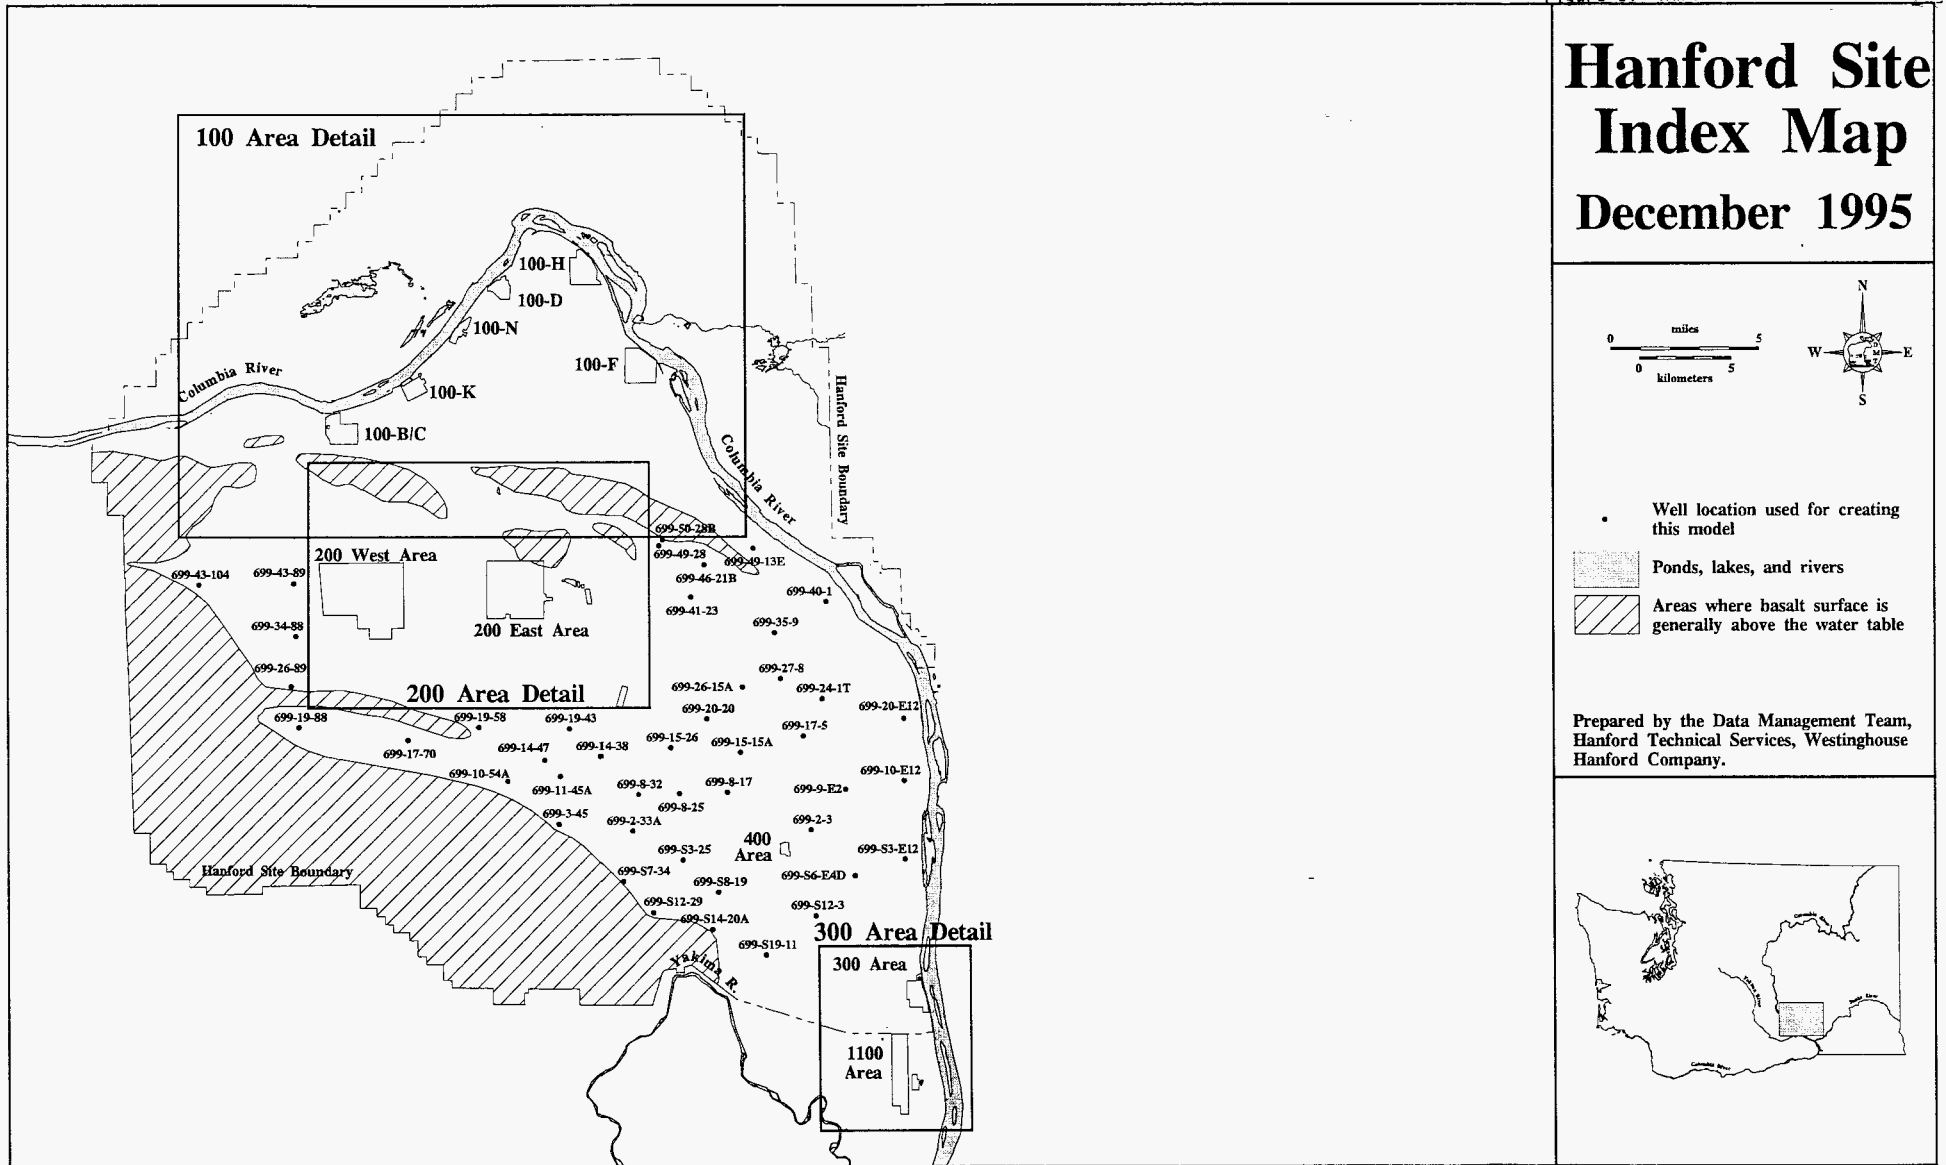 Hanford Site
Index Map
December 1995
100 Area Detail
100-H
100-D
100-N
100-F
100-K
100-B/C
Columbia River
Columbia River
Hanford Site Boundary
699-50-28B
699-49-28
699-49-13E
699-46-21B
200 West Area
699-43-104
699-43-89
699-40-1
699-41-23
699-34-88
200 East Area
699-35-9
699-26-89
699-27-8
200 Area Detail
699-26-15A
699-24-1T
699-19-88
699-19-58
699-19-43
699-20-20
699-20-E12
699-17-70
699-14-47
699-14-38
699-15-26
699-15-15A
699-17-5
699-10-54A
699-11-45A
699-8-32
699-8-17
699-10-E12
699-9-E2
699-8-25
699-3-45
699-2-33A
699-2-3
400
Area
699-S3-25
699-S3-E12
Hanford Site Boundary
699-S7-34
699-S8-19
699-S6-E4D
699-S12-29
699-S12-3
699-S14-20A
300 Area Detail
699-S19-11
Yakima R.
300 Area
1100
Area
miles
0 5
0 5
kilometers
N
W E
S
Well location used for creating
this model
Ponds, lakes, and rivers
Areas where basalt surface is
generally above the water table
Prepared by the Data Management Team,
Hanford Technical Services, Westinghouse
Hanford Company.
Columbia River
Yakima River
Snake River
Columbia River